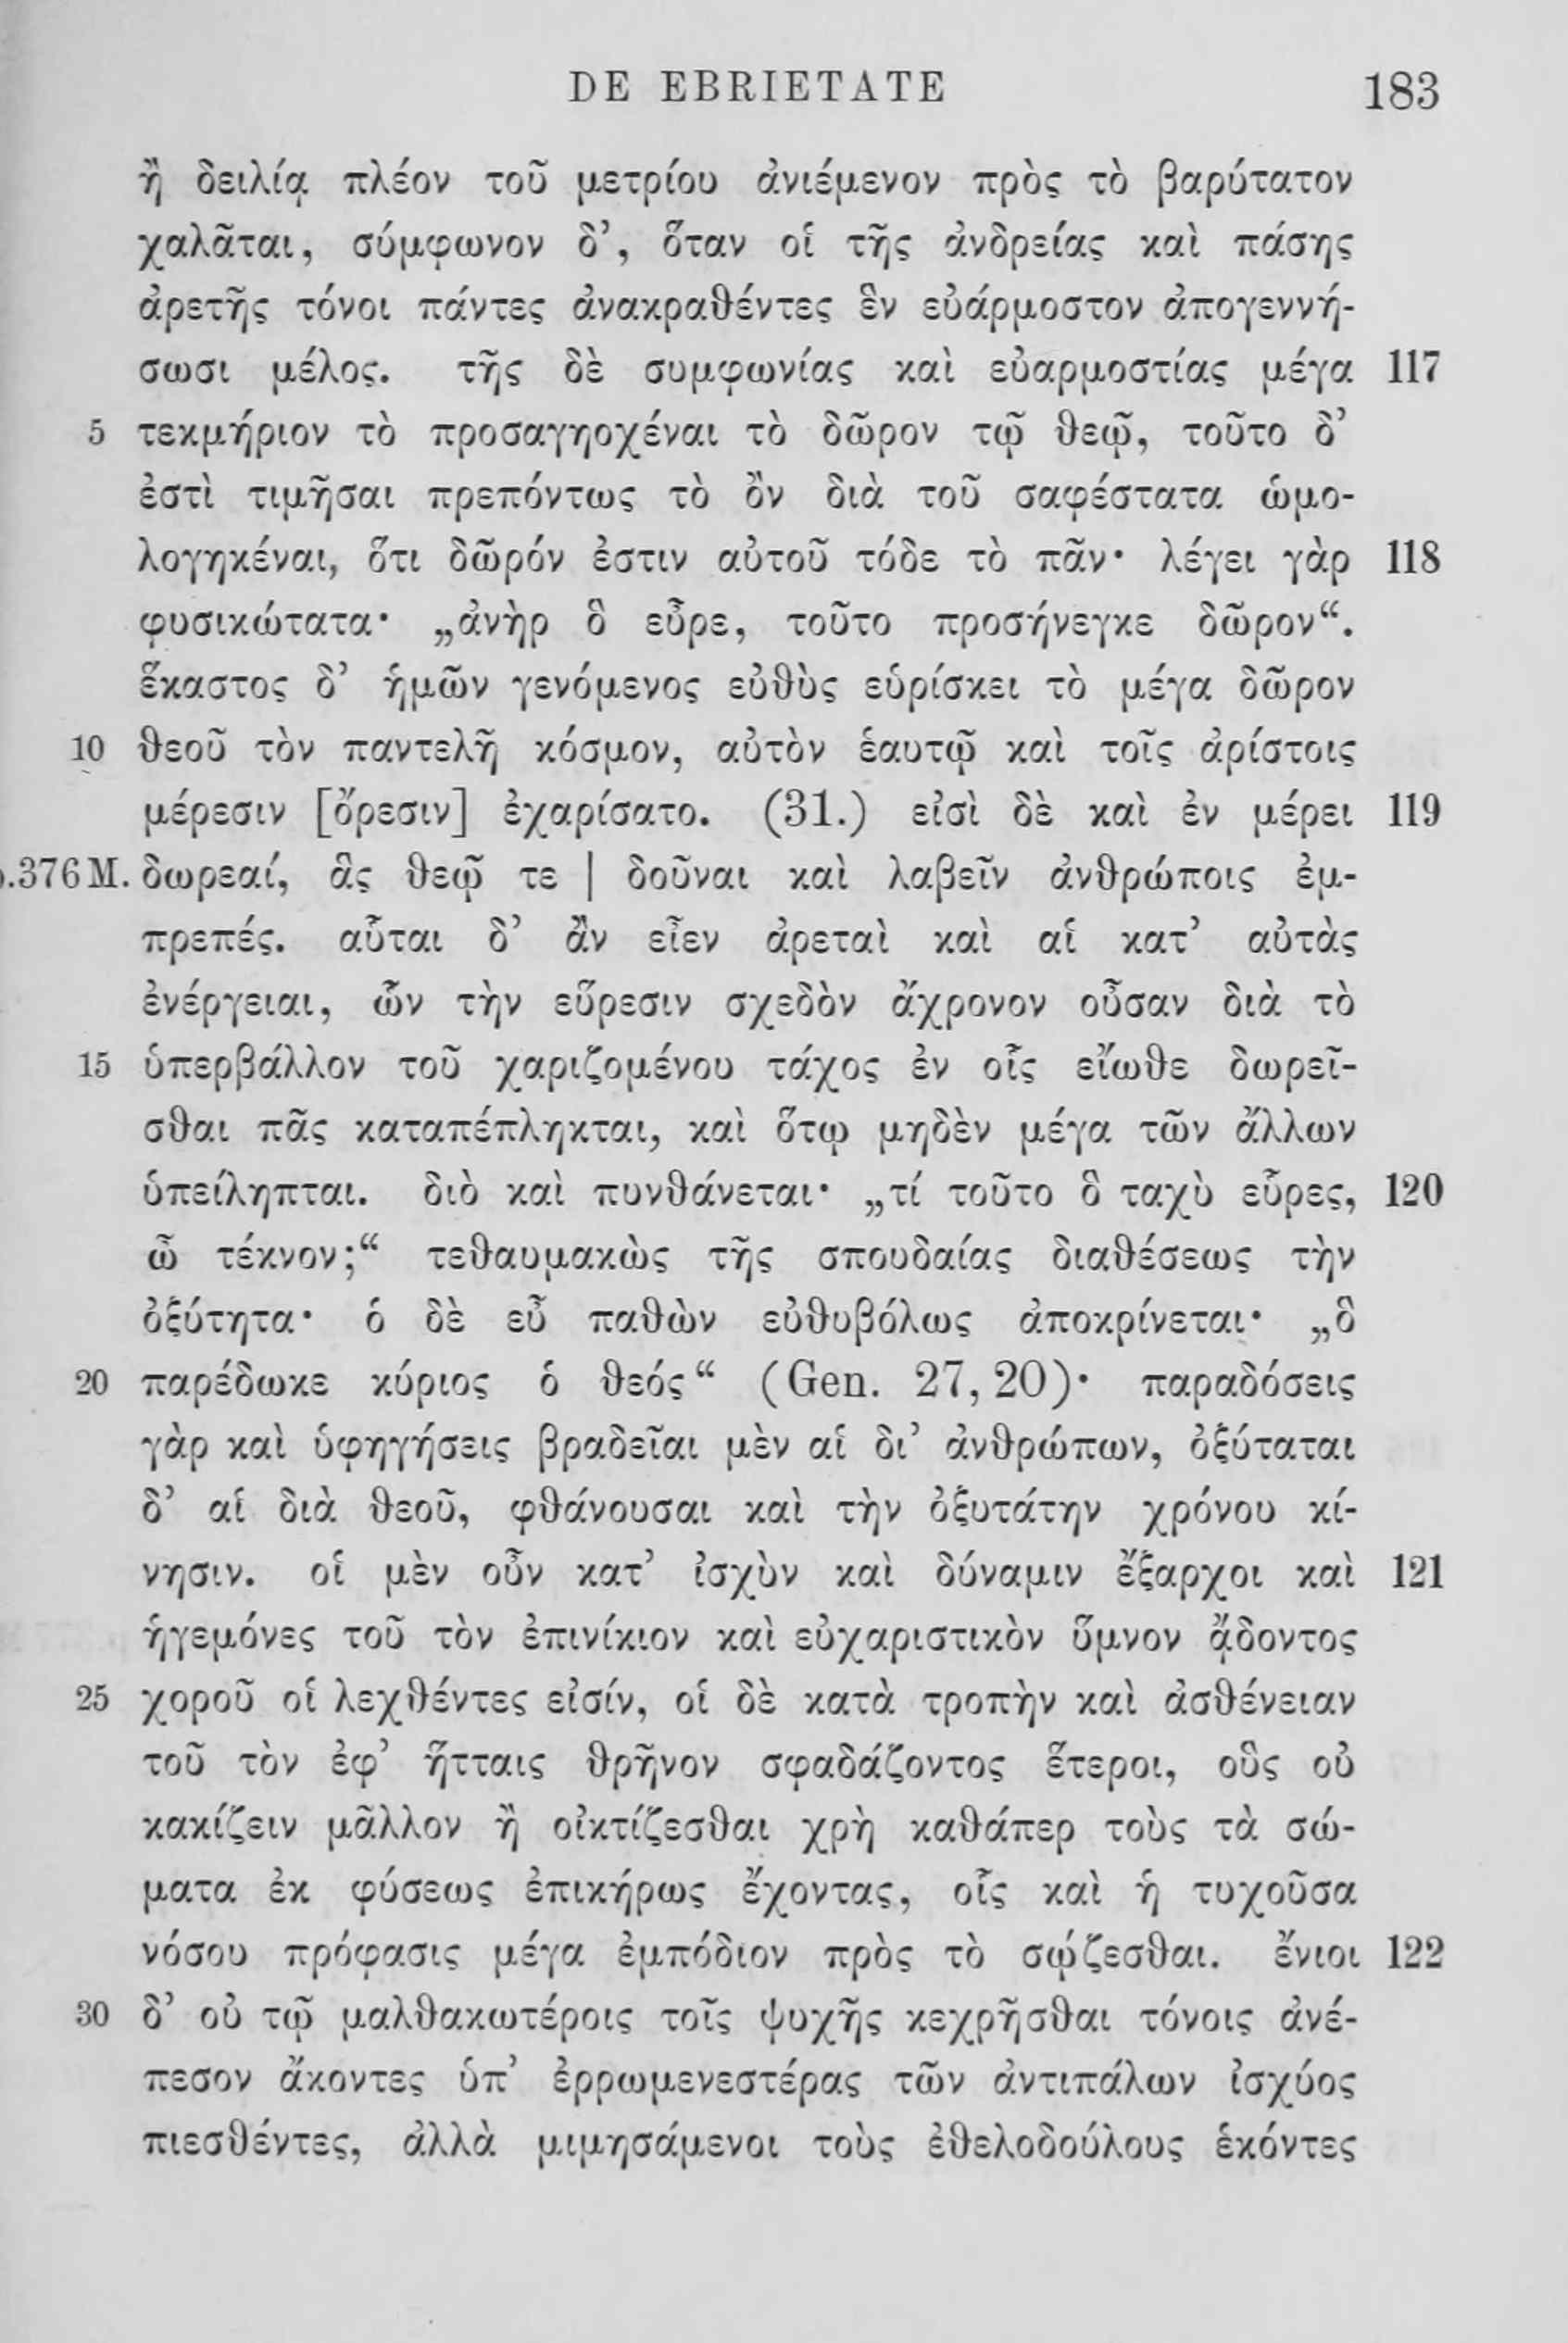 DE EBRIETATE 183
ἢ δειλίᾳ πλέον τοῦ μετρίου ἀνιέμενον πρὸς τὸ βαρύτατον
χαλᾶται, σύμφωνον δ’, ὅταν οἱ τῆς ἀνδρείας καὶ πάσης
ἀρετῆς τόνοι πάντες ἀνακραθέντες ἓν εὐάρμοστον ἀπογεννή-
σωσι μέλος. τῆς δὲ συμφωνίας καὶ εὐαρμοστίας μέγα 117
5 τεκμήριον τὸ προσαγηοχέναι τὸ δῶρον τῷ θεῷ, τοῦτο δ’
ἐστὶ τιμῆσαι πρεπόντως τὸ ὂν διὰ τοῦ σαφέστατα ὡμο-
λογηκέναι, ὅτι δῶρόν ἐστιν αὐτοῦ τόδε τὸ πᾶν· λέγει γὰρ 118
φυσικώτατα· „ἀνὴρ ὃ εὗρε, τοῦτο προσήνεγκε δῶρον“.
ἕκαστος δ’ ἡμῶν γενόμενος εὐθὺς εὑρίσκει τὸ μέγα δῶρον
10 θεοῦ τὸν παντελῆ κόσμον, αὐτὸν ἑαυτῷ καὶ τοῖς ἀρίστοις
μέρεσιν [ὄρεσιν] ἐχαρίσατο. (31.) εἰσὶ δὲ καὶ ἐν μέρει 119
p.376 M. δωρεαί, ἃς θεῷ τε | δοῦναι καὶ λαβεῖν ἀνθρώποις ἐμ-
πρεπές. αὗται δ’ ἂν εἶεν ἀρεταὶ καὶ αἱ κατ’ αὐτὰς
ἐνέργειαι, ὧν τὴν εὕρεσιν σχεδὸν ἄχρονον οὖσαν διὰ τὸ
15 ὑπερβάλλον τοῦ χαριζομένου τάχος ἐν οἷς εἴωθε δωρεῖ-
σθαι πᾶς καταπέπληκται, καὶ ὅτῳ μηδὲν μέγα τῶν ἄλλων
ὑπείληπται. διὸ καὶ πυνθάνεται· „τί τοῦτο ὃ ταχὺ εὗρες, 120
ὦ τέκνον;“ τεθαυμακὼς τῆς σπουδαίας διαθέσεως τὴν
ὀξύτητα· ὁ δὲ εὖ παθὼν εὐθυβόλως ἀποκρίνεται· „ὃ
20 παρέδωκε κύριος ὁ θεός“ (Gen. 27, 20)· παραδόσεις
γὰρ καὶ ὑφηγήσεις βραδεῖαι μὲν αἱ δι’ ἀνθρώπων, ὀξύταται
δ’ αἱ διὰ θεοῦ, φθάνουσαι καὶ τὴν ὀξυτάτην χρόνου κί-
νησιν. οἱ μὲν οὖν κατ’ ἰσχὺν καὶ δύναμιν ἔξαρχοι καὶ 121
ἡγεμόνες τοῦ τὸν ἐπινίκιον καὶ εὐχαριστικὸν ὕμνον ᾄδοντος
25 χοροῦ οἱ λεχθέντες εἰσίν, οἱ δὲ κατὰ τροπὴν καὶ ἀσθένειαν
τοῦ τὸν ἐφ’ ἥτταις θρῆνον σφαδάζοντος ἕτεροι, οὓς οὐ
κακίζειν μᾶλλον ἢ οἰκτίζεσθαι χρὴ καθάπερ τοὺς τὰ σώ-
ματα ἐκ φύσεως ἐπικήρως ἔχοντας, οἷς καὶ ἡ τυχοῦσα
νόσου πρόφασις μέγα ἐμπόδιον πρὸς τὸ σῴζεσθαι. ἔνιοι 122
30 δ’ οὐ τῷ μαλθακωτέροις τοῖς ψυχῆς κεχρῆσθαι τόνοις ἀνέ-
πεσον ἄκοντες ὑπ’ ἐρρωμενεστέρας τῶν ἀντιπάλων ἰσχύος
πιεσθέντες, ἀλλὰ μιμησάμενοι τοὺς ἐθελοδούλους ἑκόντες